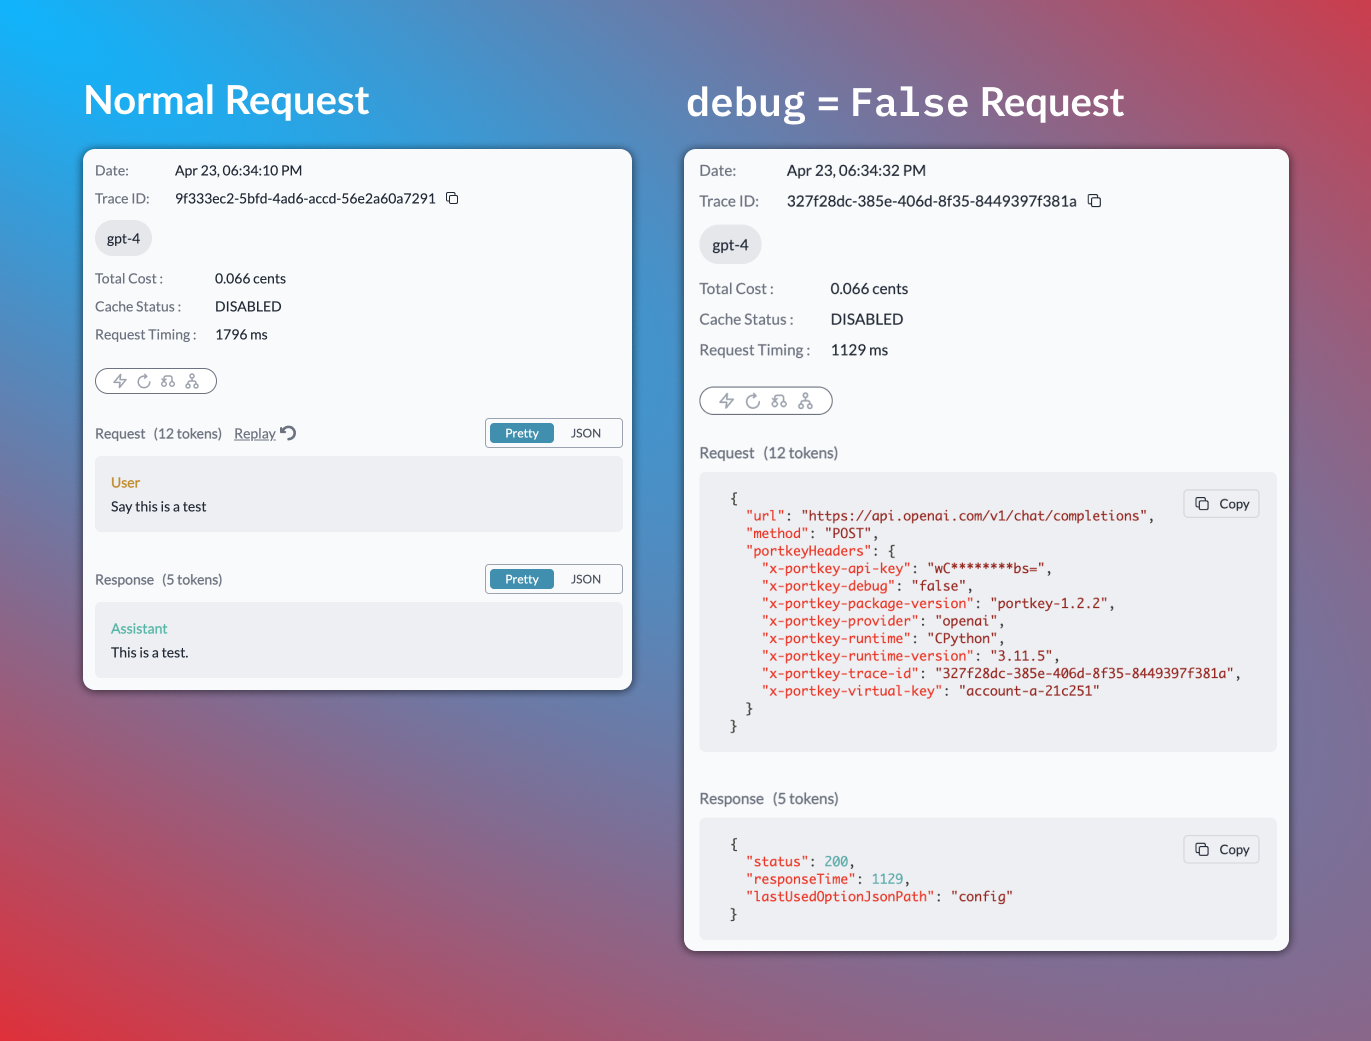 Normal Request
Date: Apr 23, 06:34:10 PM
Trace ID: 9f333ec2-5bfd-4ad6-accd-56e2a60a7291
gpt-4
Total Cost : 0.066 cents
Cache Status : DISABLED
Request Timing : 1796 ms
Request (12 tokens) Replay Pretty JSON
User
Say this is a test
Response (5 tokens) Pretty JSON
Assistant
This is a test.
debug = False Request
Date: Apr 23, 06:34:32 PM
Trace ID: 327f28dc-385e-406d-8f35-8449397f381a
gpt-4
Total Cost : 0.066 cents
Cache Status : DISABLED
Request Timing : 1129 ms
Request (12 tokens)
{
Copy
"url": "https://api.openai.com/v1/chat/completions",
"method": "POST",
"portkeyHeaders": {
"x-portkey-api-key": "wC********bs=",
"x-portkey-debug": "false",
"x-portkey-package-version": "portkey-1.2.2",
"x-portkey-provider": "openai",
"x-portkey-runtime": "CPython",
"x-portkey-runtime-version": "3.11.5",
"x-portkey-trace-id": "327f28dc-385e-406d-8f35-8449397f381a",
"x-portkey-virtual-key": "account-a-21c251"
}
}
Response (5 tokens)
{
Copy
"status": 200,
"responseTime": 1129,
"lastUsedOptionJsonPath": "config"
}